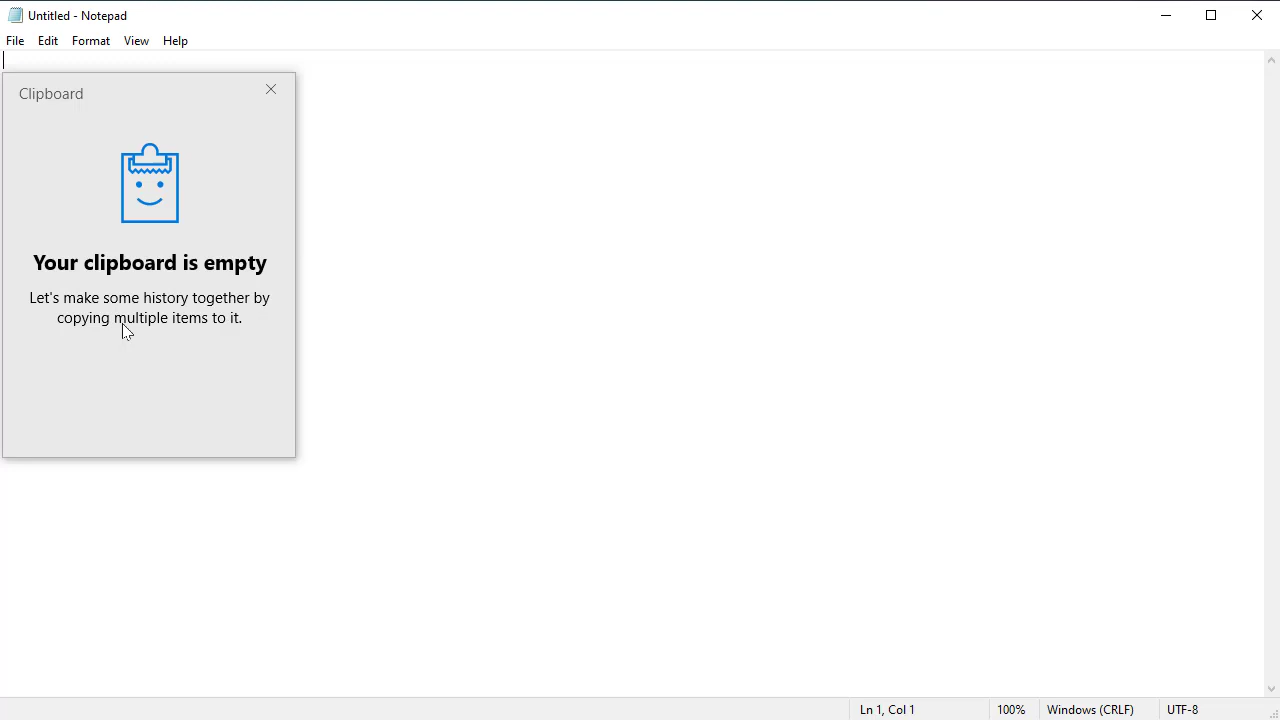 Untitled - Notepad
File Edit Format View Help
Clipboard
Your clipboard is empty
Let's make some history together by
copying multiple items to it.
Ln 1, Col 1 100% Windows (CRLF) UTF-8